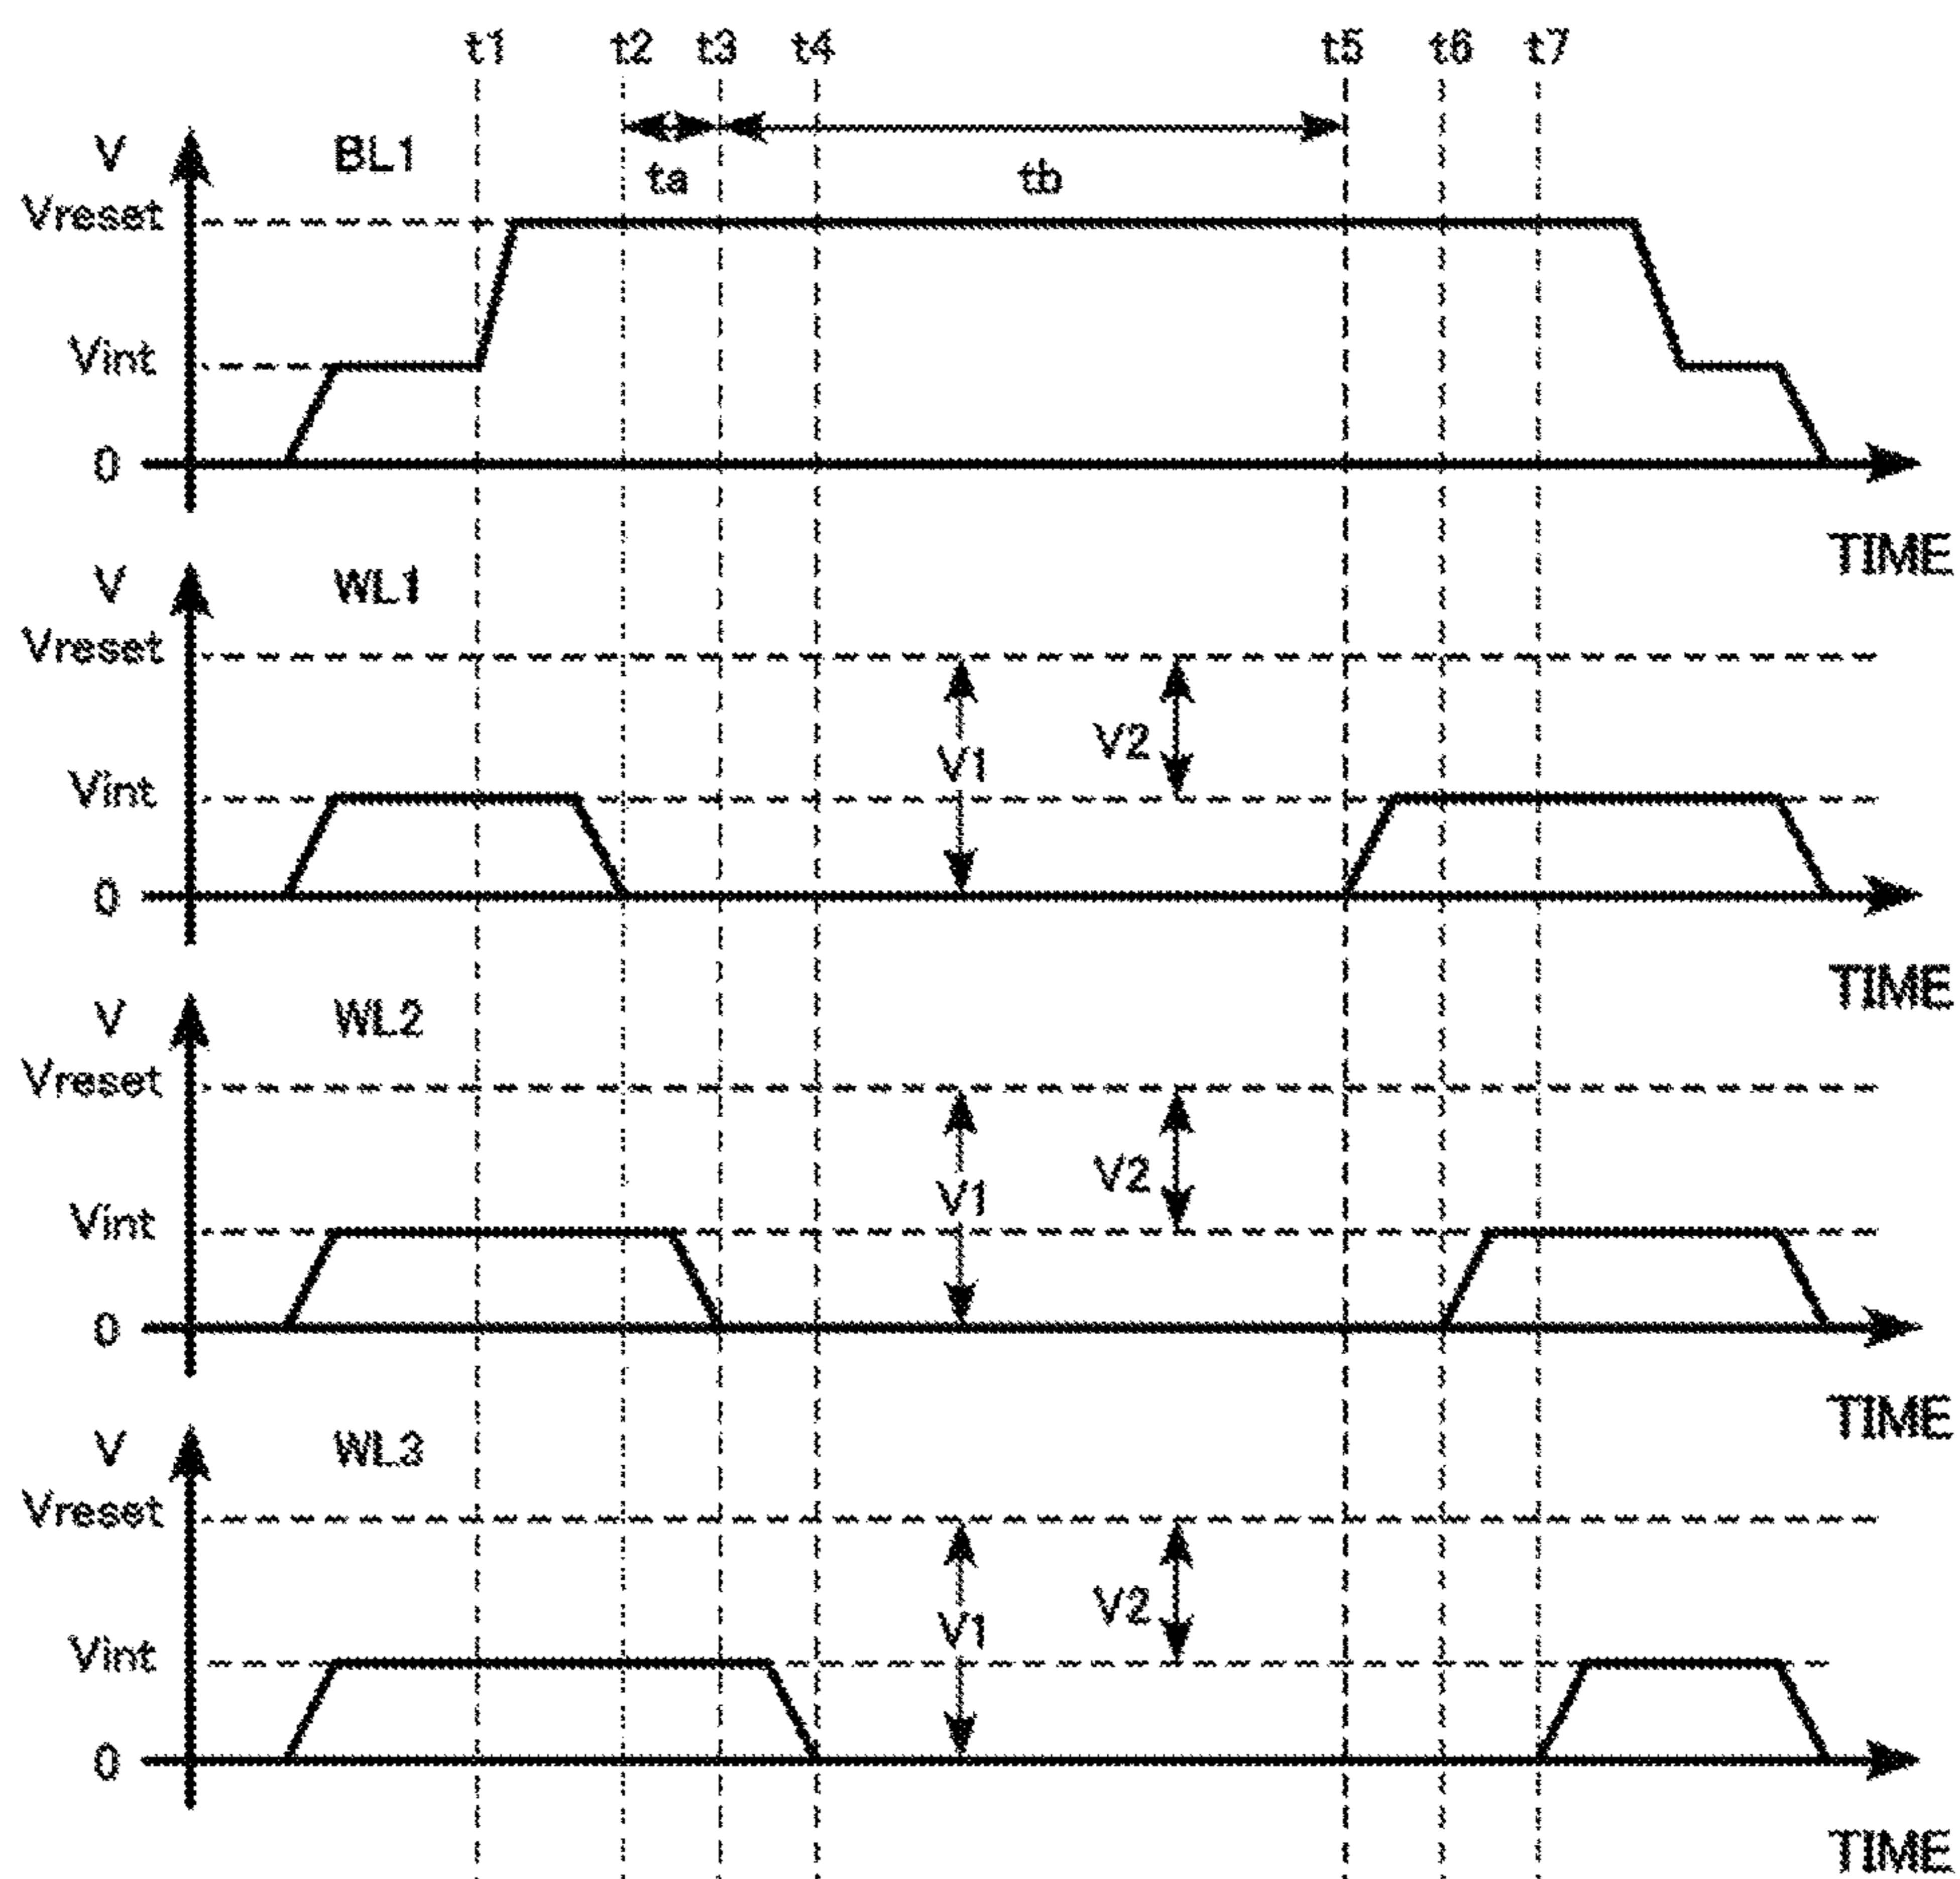 t1 t2 t3 t4 t5 t6 t7
V BL1 ta tb
Vreset
Vint
0
TIME
V WL1
Vreset
V1 V2
Vint
0
TIME
V WL2
Vreset
V1 V2
Vint
0
TIME
V WL3
Vreset
V1 V2
Vint
0
TIME